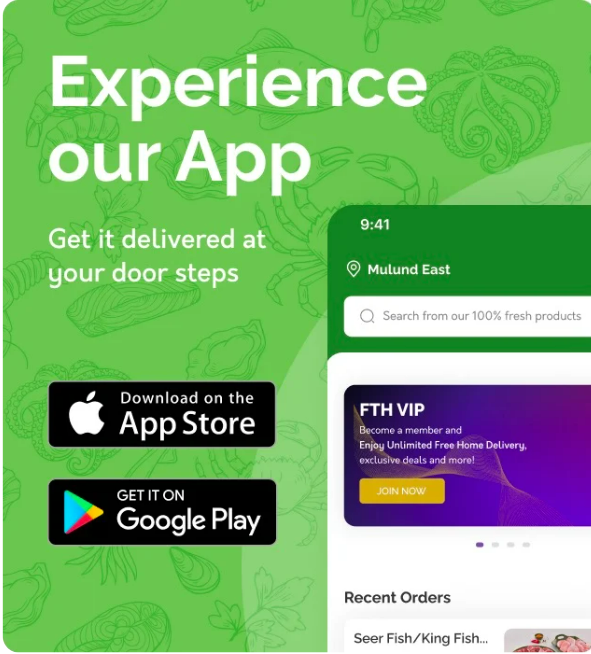 Experience
our App
Get it delivered at
your door steps
Download on the
App Store
GET IT ON
Google Play
9:41
Mulund East
Search from our 100% fresh products
FTH VIP
Become a member and
Enjoy Unlimited Free Home Delivery,
exclusive deals and more!
JOIN NOW
Recent Orders
Seer Fish/King Fish...